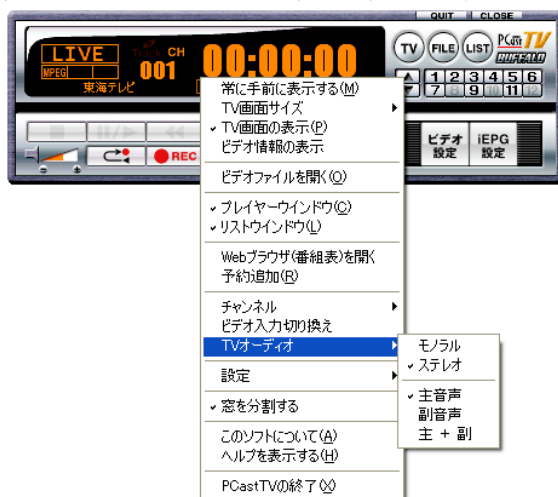 QUIT CLOSE
LIVE
Track CH
00:00:00
TV FILE LIST
PCastTV
BUFFALO
MPEG
001
東海テレビ
1 2 3 4 5 6
7 8 9 10 11 12
REC
ビデオ設定
iEPG設定
常に手前に表示する(M)
TV画面サイズ
TV画面の表示(P)
ビデオ情報の表示
ビデオファイルを開く(O)
プレイヤーウインドウ(C)
リストウインドウ(L)
Webブラウザ(番組表)を開く
予約追加(R)
チャンネル
ビデオ入力切り換え
TVオーディオ
モノラル
ステレオ
主音声
副音声
主 + 副
設定
窓を分割する
このソフトについて(A)
ヘルプを表示する(H)
PCastTVの終了(X)